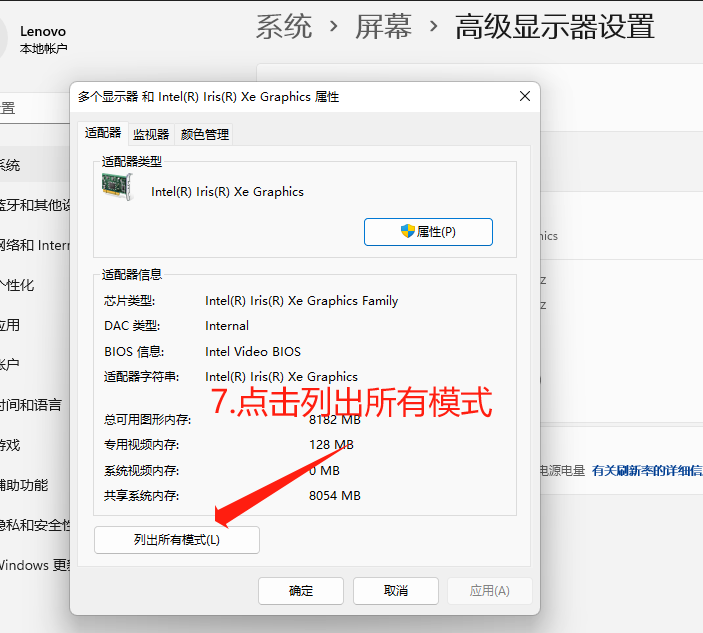 Lenovo
本地帐户
系统 › 屏幕 › 高级显示器设置
多个显示器 和 Intel(R) Iris(R) Xe Graphics 属性
适配器 监视器 颜色管理
适配器类型
Intel(R) Iris(R) Xe Graphics
属性(P)
适配器信息
芯片类型: Intel(R) Iris(R) Xe Graphics Family
DAC 类型: Internal
BIOS 信息: Intel Video BIOS
适配器字符串: Intel(R) Iris(R) Xe Graphics
7.点击列出所有模式
总可用图形内存: 8182 MB
专用视频内存: 128 MB
系统视频内存: 0 MB
共享系统内存: 8054 MB
列出所有模式(L)
确定 取消 应用(A)
置
系统
蓝牙和其他设
网络和 Intern
个性化
应用
帐户
时间和语言
游戏
辅助功能
隐私和安全性
Windows 更新
hics
z
z
电源电量 有关刷新率的详细信息